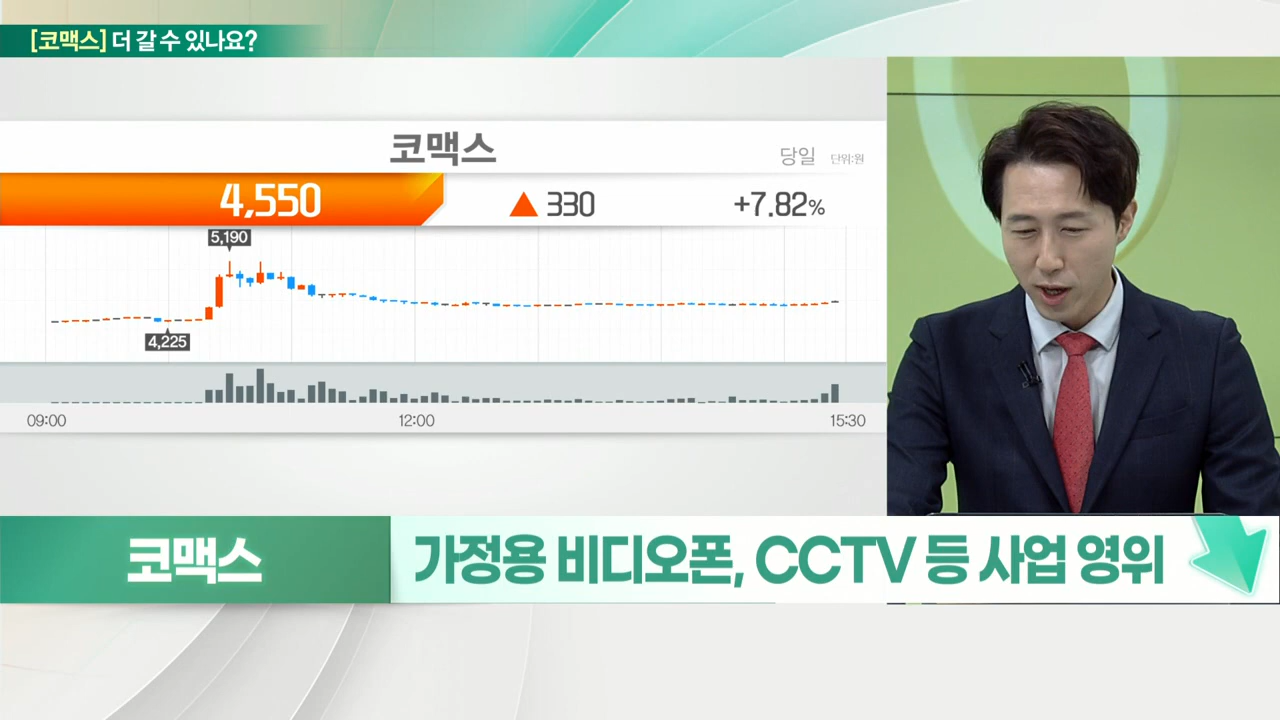 [코맥스] 더 갈 수 있나요?
코맥스
당일 단위:원
4,550 ▲ 330 +7.82%
5,190
4,225
09:00 12:00 15:30
코맥스
가정용 비디오폰, CCTV 등 사업 영위